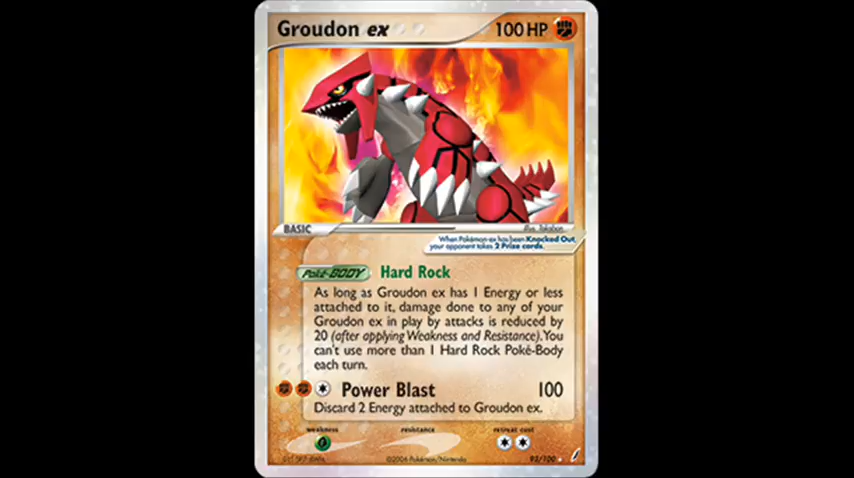 Groudon ex 100 HP
BASIC
Illus. Takabon
When Pokémon-ex has been Knocked Out,
your opponent takes 2 Prize cards.
Poké-BODY Hard Rock
As long as Groudon ex has 1 Energy or less
attached to it, damage done to any of your
Groudon ex in play by attacks is reduced by
20 (after applying Weakness and Resistance). You
can't use more than 1 Hard Rock Poké-Body
each turn.
Power Blast 100
Discard 2 Energy attached to Groudon ex.
weakness resistance retreat cost
©2006 Pokémon/Nintendo 93/100